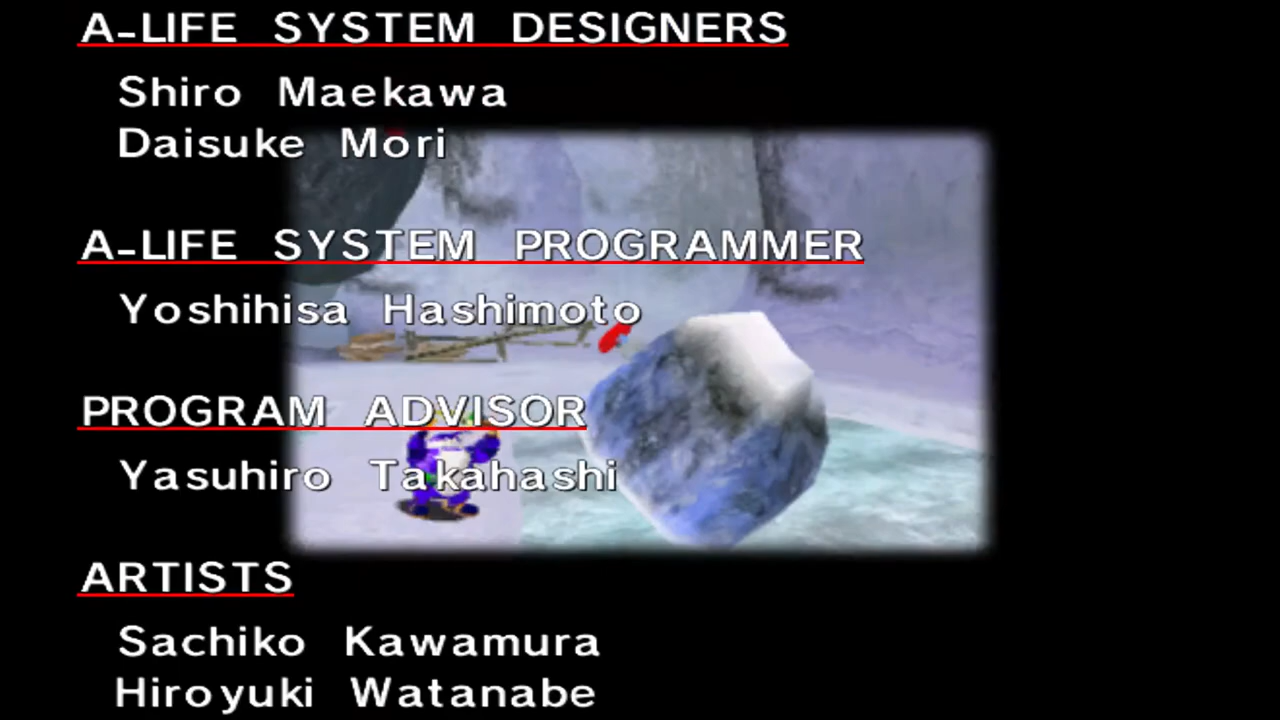 A-LIFE SYSTEM DESIGNERS
Shiro Maekawa
Daisuke Mori
A-LIFE SYSTEM PROGRAMMER
Yoshihisa Hashimoto
PROGRAM ADVISOR
Yasuhiro Takahashi
ARTISTS
Sachiko Kawamura
Hiroyuki Watanabe